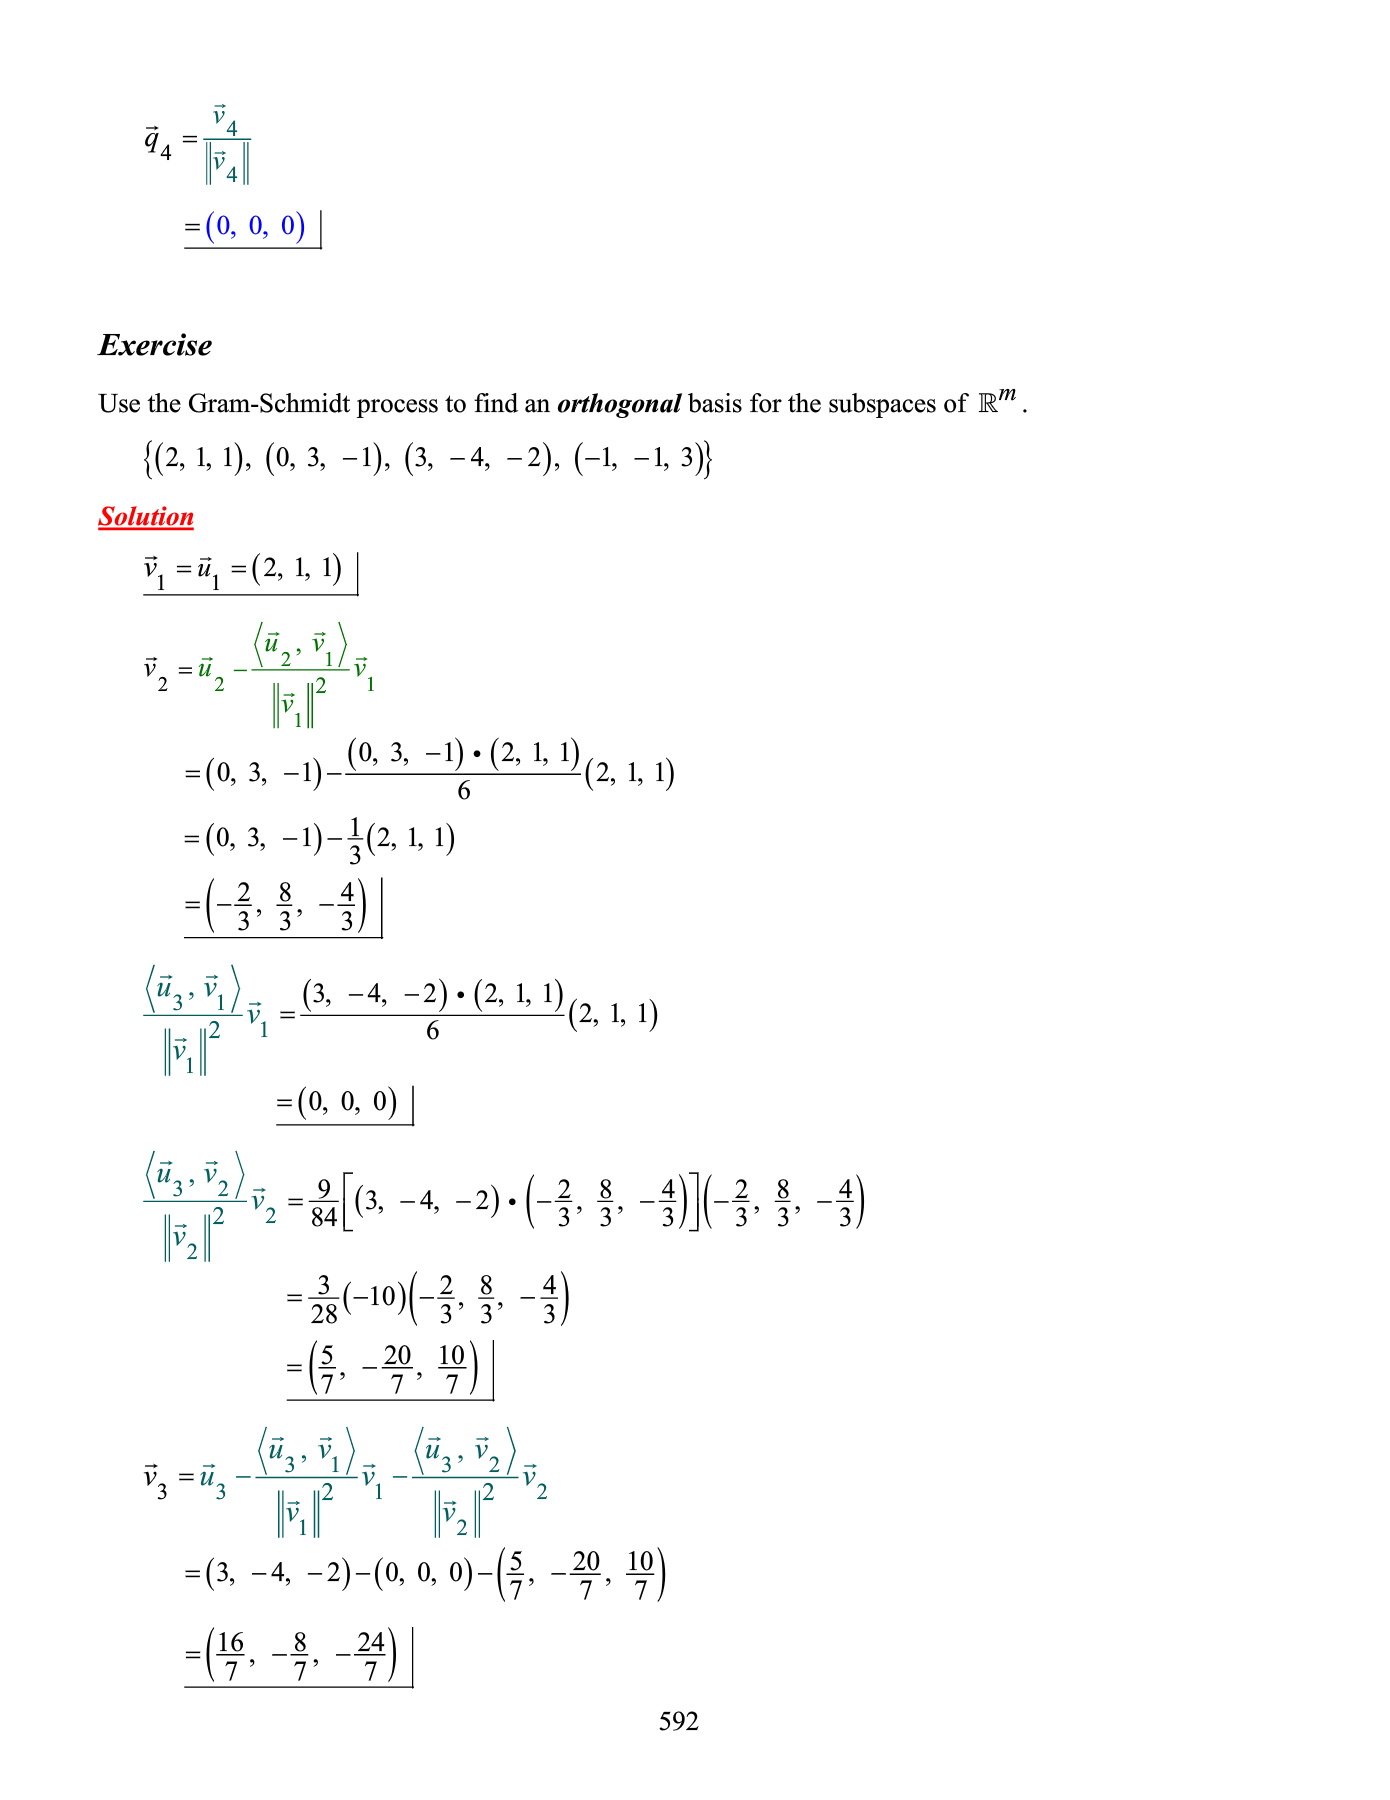 $\vec{q}_4 = \dfrac{\vec{v}_4}{\|\vec{v}_4\|}$
$= (0, 0, 0)$
Exercise
Use the Gram-Schmidt process to find an orthogonal basis for the subspaces of $\mathbb{R}^m$.
$\{(2, 1, 1), (0, 3, -1), (3, -4, -2), (-1, -1, 3)\}$
Solution
$\vec{v}_1 = \vec{u}_1 = (2, 1, 1)$
$\vec{v}_2 = \vec{u}_2 - \dfrac{\langle \vec{u}_2, \vec{v}_1 \rangle}{\|\vec{v}_1\|^2} \vec{v}_1$
$= (0, 3, -1) - \dfrac{(0, 3, -1) \bullet (2, 1, 1)}{6} (2, 1, 1)$
$= (0, 3, -1) - \frac{1}{3} (2, 1, 1)$
$= \left(-\frac{2}{3}, \frac{8}{3}, -\frac{4}{3}\right)$
$\dfrac{\langle \vec{u}_3, \vec{v}_1 \rangle}{\|\vec{v}_1\|^2} \vec{v}_1 = \dfrac{(3, -4, -2) \bullet (2, 1, 1)}{6} (2, 1, 1)$
$= (0, 0, 0)$
$\dfrac{\langle \vec{u}_3, \vec{v}_2 \rangle}{\|\vec{v}_2\|^2} \vec{v}_2 = \frac{9}{84} \left[(3, -4, -2) \bullet \left(-\frac{2}{3}, \frac{8}{3}, -\frac{4}{3}\right)\right] \left(-\frac{2}{3}, \frac{8}{3}, -\frac{4}{3}\right)$
$= \frac{3}{28} (-10) \left(-\frac{2}{3}, \frac{8}{3}, -\frac{4}{3}\right)$
$= \left(\frac{5}{7}, -\frac{20}{7}, \frac{10}{7}\right)$
$\vec{v}_3 = \vec{u}_3 - \dfrac{\langle \vec{u}_3, \vec{v}_1 \rangle}{\|\vec{v}_1\|^2} \vec{v}_1 - \dfrac{\langle \vec{u}_3, \vec{v}_2 \rangle}{\|\vec{v}_2\|^2} \vec{v}_2$
$= (3, -4, -2) - (0, 0, 0) - \left(\frac{5}{7}, -\frac{20}{7}, \frac{10}{7}\right)$
$= \left(\frac{16}{7}, -\frac{8}{7}, -\frac{24}{7}\right)$
592